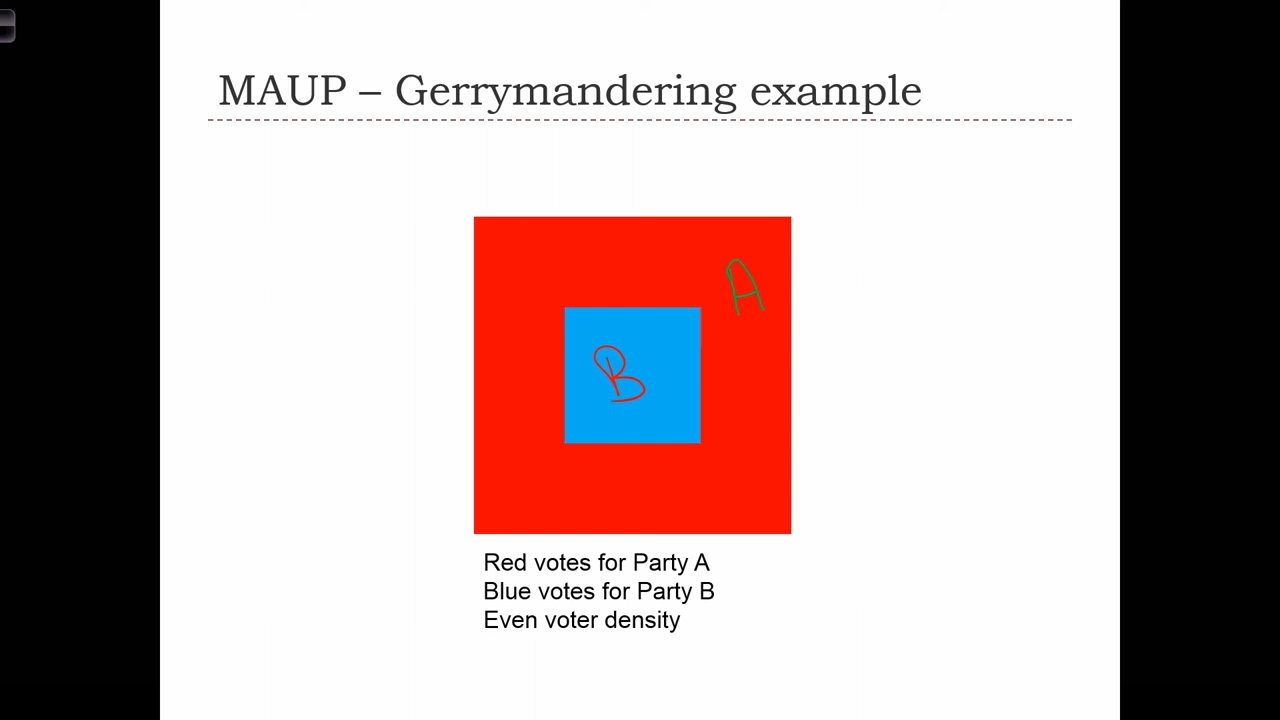 MAUP – Gerrymandering example
A
B
Red votes for Party A
Blue votes for Party B
Even voter density